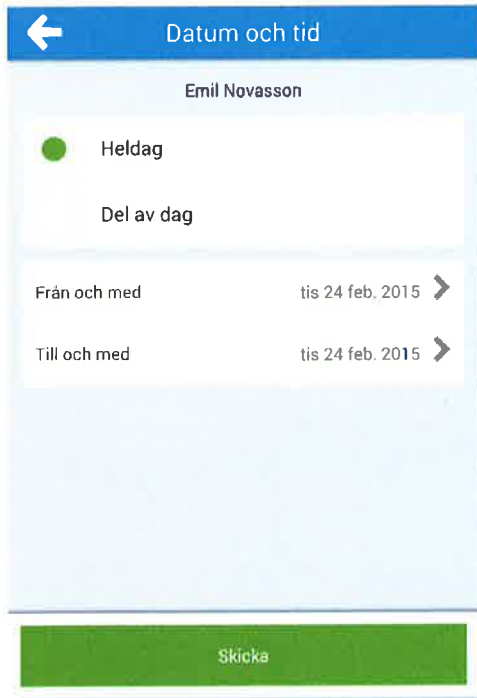 Datum och tid
Emil Novasson
Heldag
Del av dag
Från och med tis 24 feb. 2015
Till och med tis 24 feb. 2015
Skicka